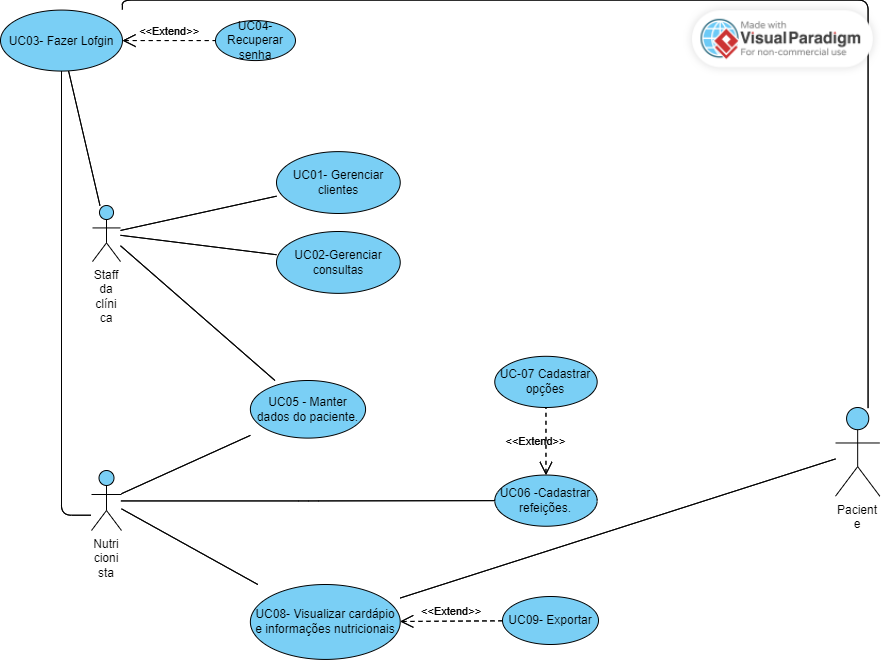 UC03- Fazer Lofgin
<<Extend>>
UC04-
Recuperar
senha
Made with
VisualParadigm
For non-commercial use
UC01- Gerenciar
clientes
UC02-Gerenciar
consultas
Staff
da
clíni
ca
UC-07 Cadastrar
opções
UC05 - Manter
dados do paciente.
<<Extend>>
UC06 -Cadastrar
refeições.
Pacient
e
Nutri
cioni
sta
UC08- Visualizar cardápio
e informações nutricionais
<<Extend>>
UC09- Exportar